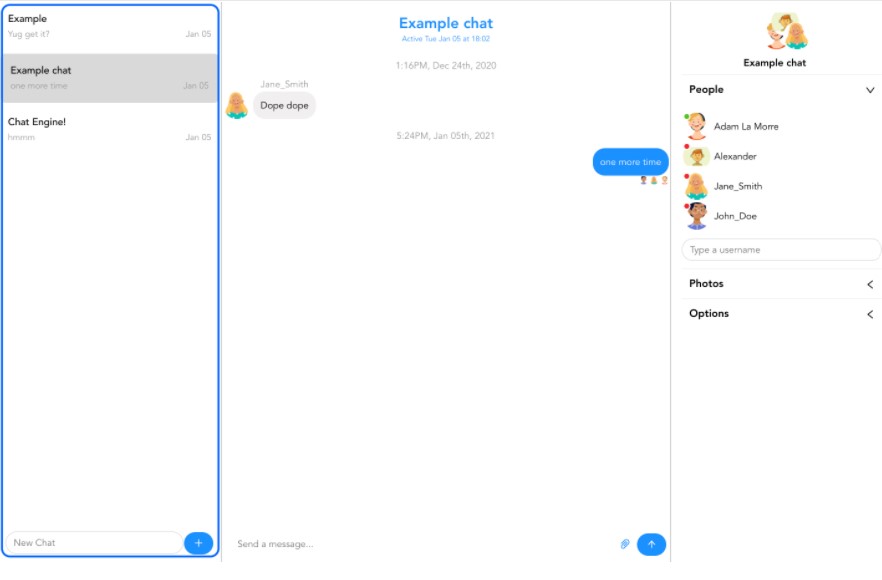 Example
Yug get it?
Jan 05
Example chat
one more time
Jan 05
Chat Engine!
hmmm
Jan 05
New Chat
+
Example chat
Active Tue Jan 05 at 18:02
1:16PM, Dec 24th, 2020
Jane_Smith
Dope dope
5:24PM, Jan 05th, 2021
one more time
Send a message...
Example chat
People
Adam La Morre
Alexander
Jane_Smith
John_Doe
Type a username
Photos
Options